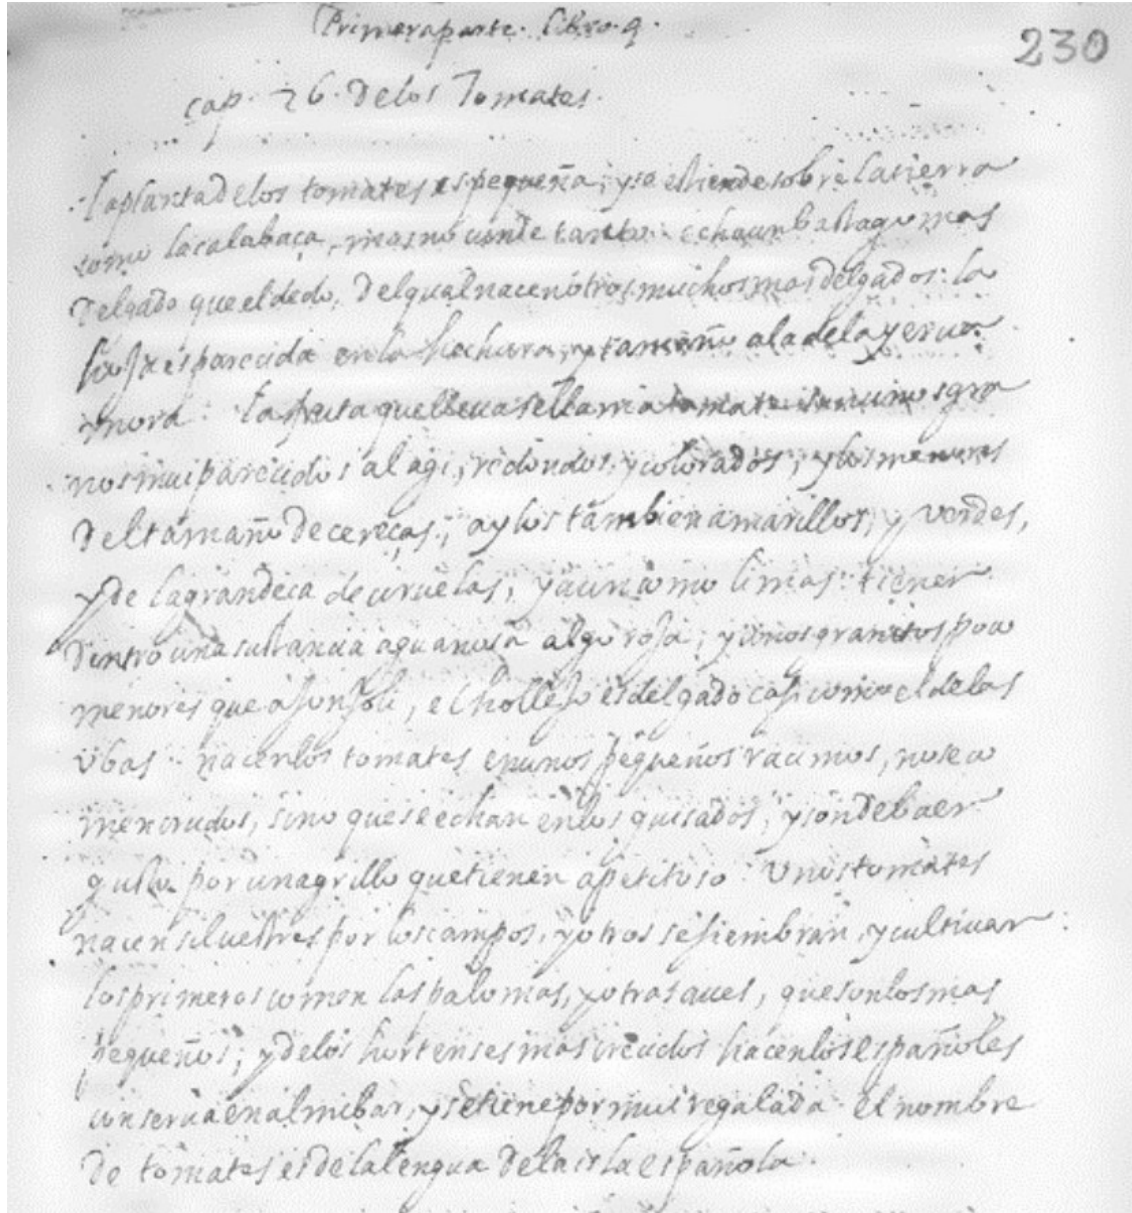 Primera parte. Libro. 4.
230
cap. 26. De los Tomates.
La planta de los tomates es pequeña, y se estiende sobre la tierra
como la calabaça, mas no cunde tanto: echa un bastago mas
delgado que el dedo, del qual nacen otros muchos mas delgados: la
hoja es parecida en la hechura, y tamaño a la de la yerva
mora: la fruta que lleva se llama tomate son unos gra
nos mui parecidos al agi, redondos, y colorados, y los menores
del tamaño de cereças; ay los tambien amarillos, y verdes,
y de la grandeça de ciruelas, y aun como limas: tienen
dentro una sustancia aguanosa algo roja; y unos granitos poco
menores que ajonjoli, el hollejo es delgado casi como el de las
ubas: nacen los tomates en unos pequeños racimos, no se co
men crudos, sino que se echan en los guisados, y son de buen
gusto por un agrillo que tienen apetitoso: Unos tomates
nacen silvestres por los campos, y otros se siembran, y cultivan:
los primeros comen las palomas, y otras aves, que son los mas
pequeños; y de los hortenses mas crecidos hacen los españoles
conserva en almibar, y se tiene por mui regalada. el nombre
de tomates es de la lengua de la isla española.